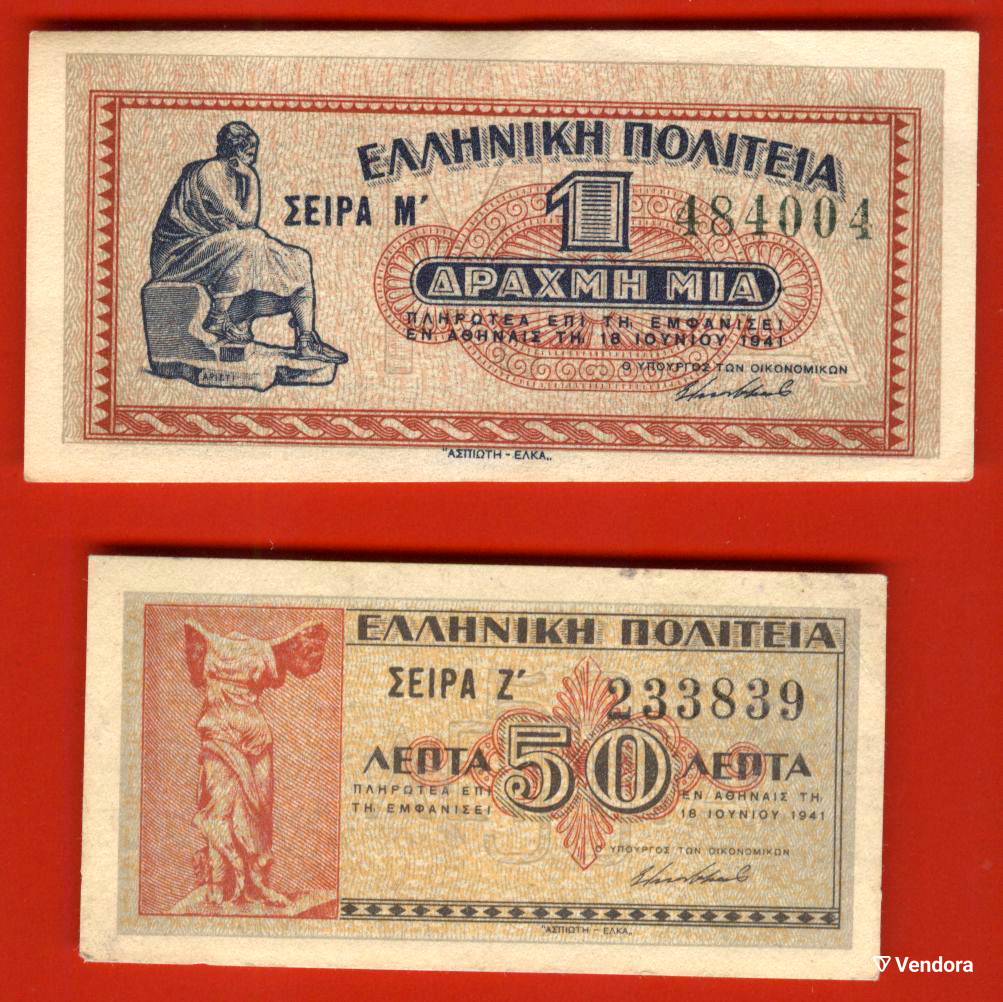 ΕΛΛΗΝΙΚΗ ΠΟΛΙΤΕΙΑ
ΣΕΙΡΑ Μ΄ 1 484004
ΔΡΑΧΜΗ ΜΙΑ
ΠΛΗΡΩΤΕΑ ΕΠΙ ΤΗ, ΕΜΦΑΝΙΣΕΙ
ΕΝ ΑΘΗΝΑΙΣ ΤΗ, 18 ΙΟΥΝΙΟΥ 1941
Ο ΥΠΟΥΡΓΟΣ ΤΩΝ ΟΙΚΟΝΟΜΙΚΩΝ
ΑΡΙΣΤ
"ΑΣΠΙΩΤΗ - ΕΛΚΑ„
ΕΛΛΗΝΙΚΗ ΠΟΛΙΤΕΙΑ
ΣΕΙΡΑ Ζ΄ 233839
ΛΕΠΤΑ 50 ΛΕΠΤΑ
ΠΛΗΡΩΤΕΑ ΕΠΙ
ΤΗ, ΕΜΦΑΝΙΣΕΙ
ΕΝ ΑΘΗΝΑΙΣ ΤΗ,
18 ΙΟΥΝΙΟΥ 1941
Ο ΥΠΟΥΡΓΟΣ ΤΩΝ ΟΙΚΟΝΟΜΙΚΩΝ
"ΑΣΠΙΩΤΗ - ΕΛΚΑ„
Vendora